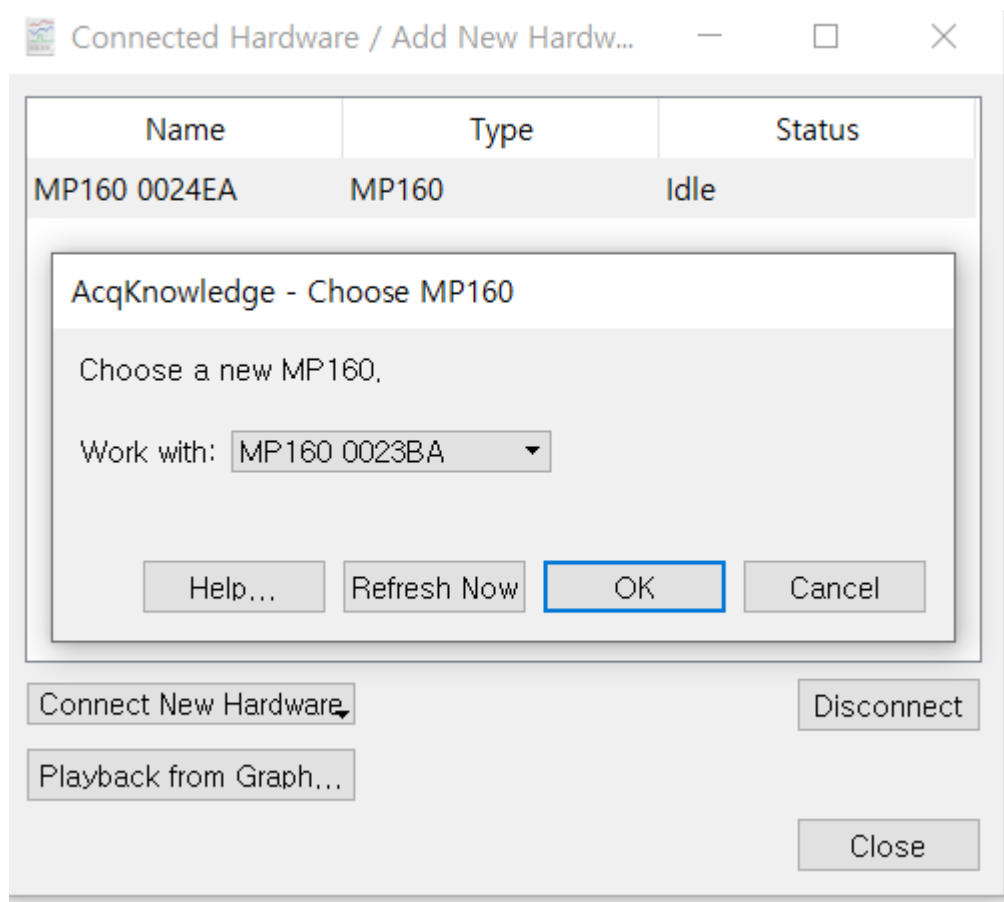 Connected Hardware / Add New Hardw...
Name Type Status
MP160 0024EA MP160 Idle
AcqKnowledge - Choose MP160
Choose a new MP160.
Work with: MP160 0023BA
Help... Refresh Now OK Cancel
Connect New Hardware Disconnect
Playback from Graph...
Close